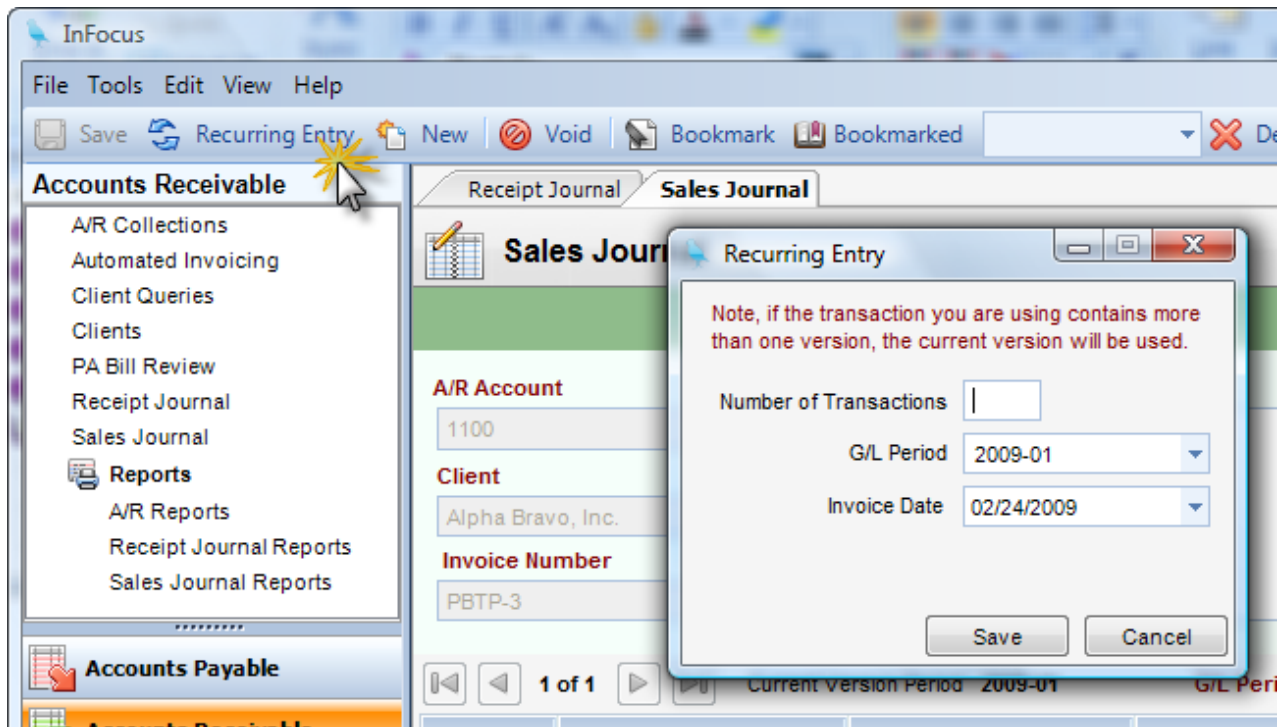 InFocus
File Tools Edit View Help
Save Recurring Entry New Void Bookmark Bookmarked
Accounts Receivable
A/R Collections
Automated Invoicing
Client Queries
Clients
PA Bill Review
Receipt Journal
Sales Journal
Reports
A/R Reports
Receipt Journal Reports
Sales Journal Reports
Accounts Payable
Accounts Receivable
Receipt Journal Sales Journal
Sales Jour
A/R Account
1100
Client
Alpha Bravo, Inc.
Invoice Number
PBTP-3
1 of 1 Current Version Period 2009-01 G/L Peri
Recurring Entry
Note, if the transaction you are using contains more
than one version, the current version will be used.
Number of Transactions
G/L Period 2009-01
Invoice Date 02/24/2009
Save Cancel